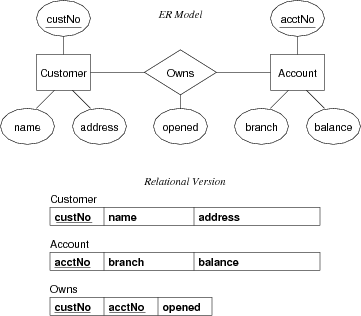 ER Model
custNo
acctNo
Customer
Owns
Account
name
address
opened
branch
balance
Relational Version
Customer
custNo name address
Account
acctNo branch balance
Owns
custNo acctNo opened